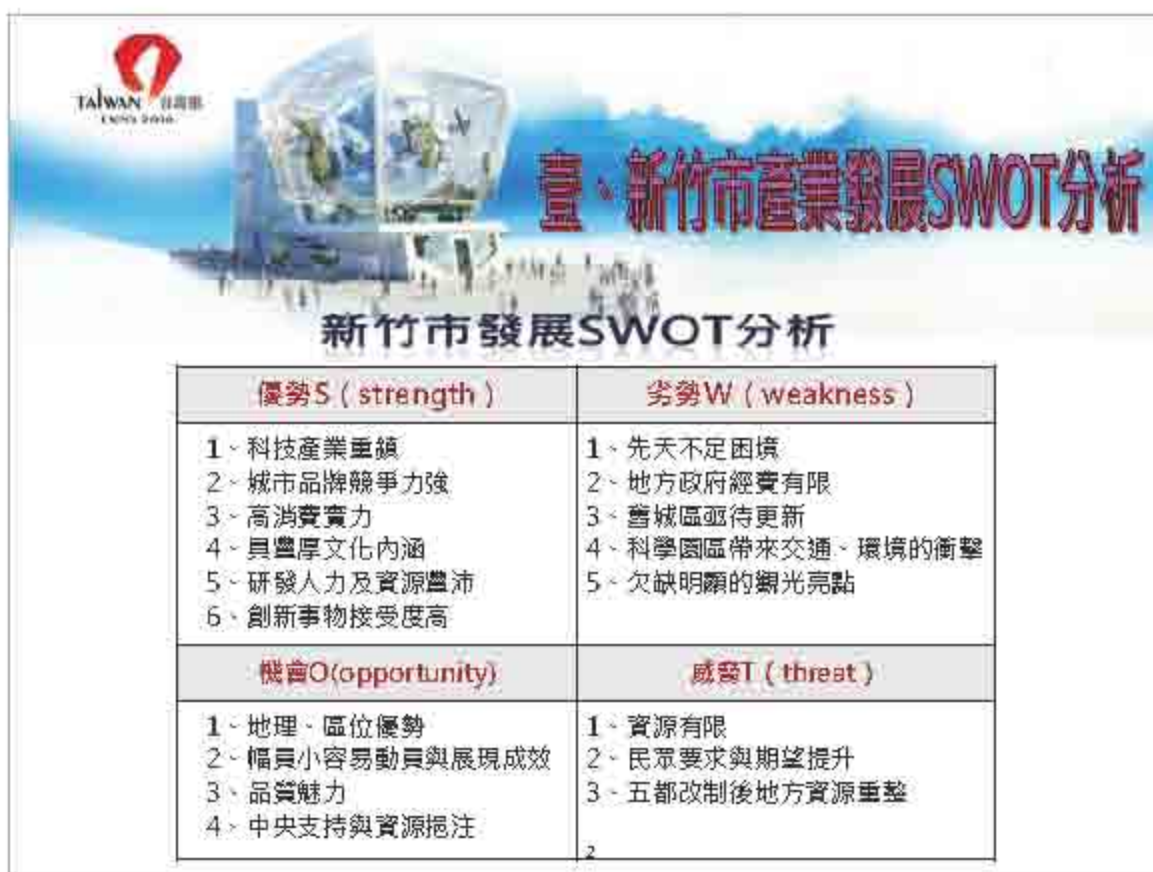 TAIWAN 台灣館
EXPO 2010
壹、新竹市產業發展SWOT分析
新竹市發展SWOT分析
優勢S（strength）
1、科技產業重鎮
2、城市品牌競爭力強
3、高消費實力
4、具豐厚文化內涵
5、研發人力及資源豐沛
6、創新事物接受度高
劣勢W（weakness）
1、先天不足困境
2、地方政府經費有限
3、舊城區亟待更新
4、科學園區帶來交通、環境的衝擊
5、欠缺明顯的觀光亮點
機會O(opportunity)
1、地理、區位優勢
2、幅員小容易動員與展現成效
3、品質魅力
4、中央支持與資源挹注
威脅T（threat）
1、資源有限
2、民眾要求與期望提升
3、五都改制後地方資源重整
2